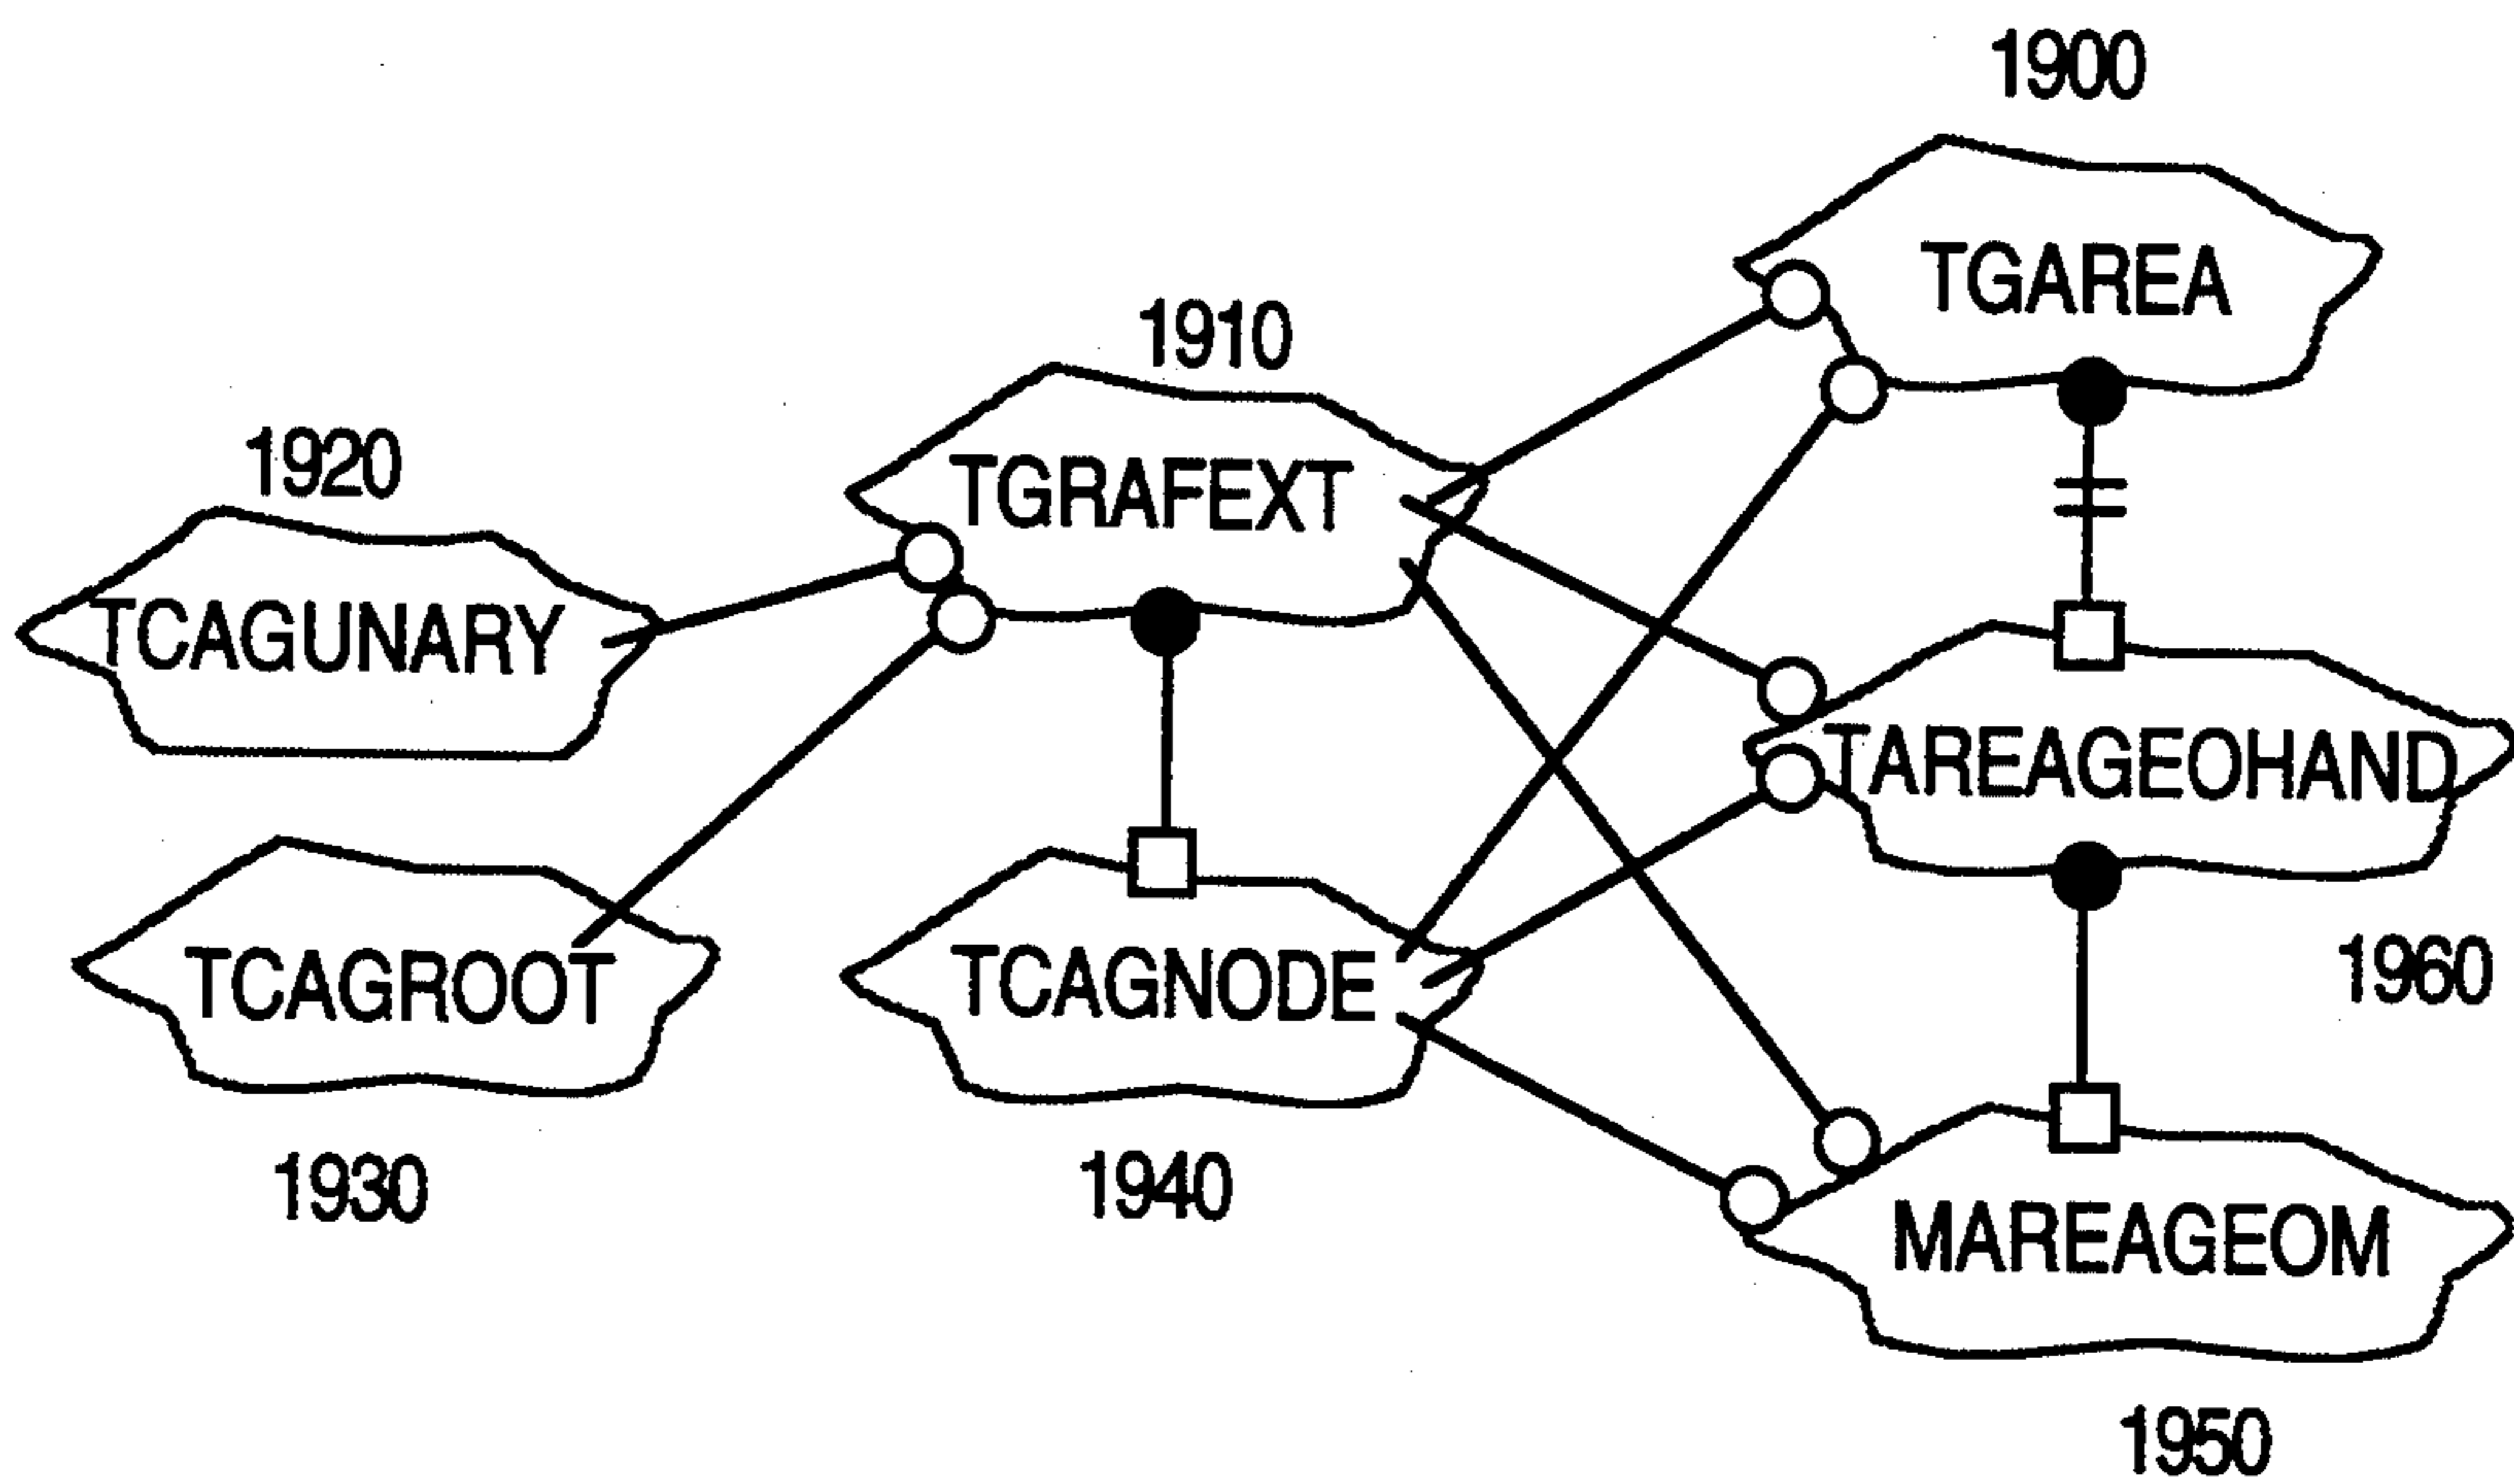 1900
TGAREA
1910
TGRAFEXT
1920
TCAGUNARY
TAREAGEOHAND
1960
TCAGROOT
1930
TCAGNODE
1940
MAREAGEOM
1950